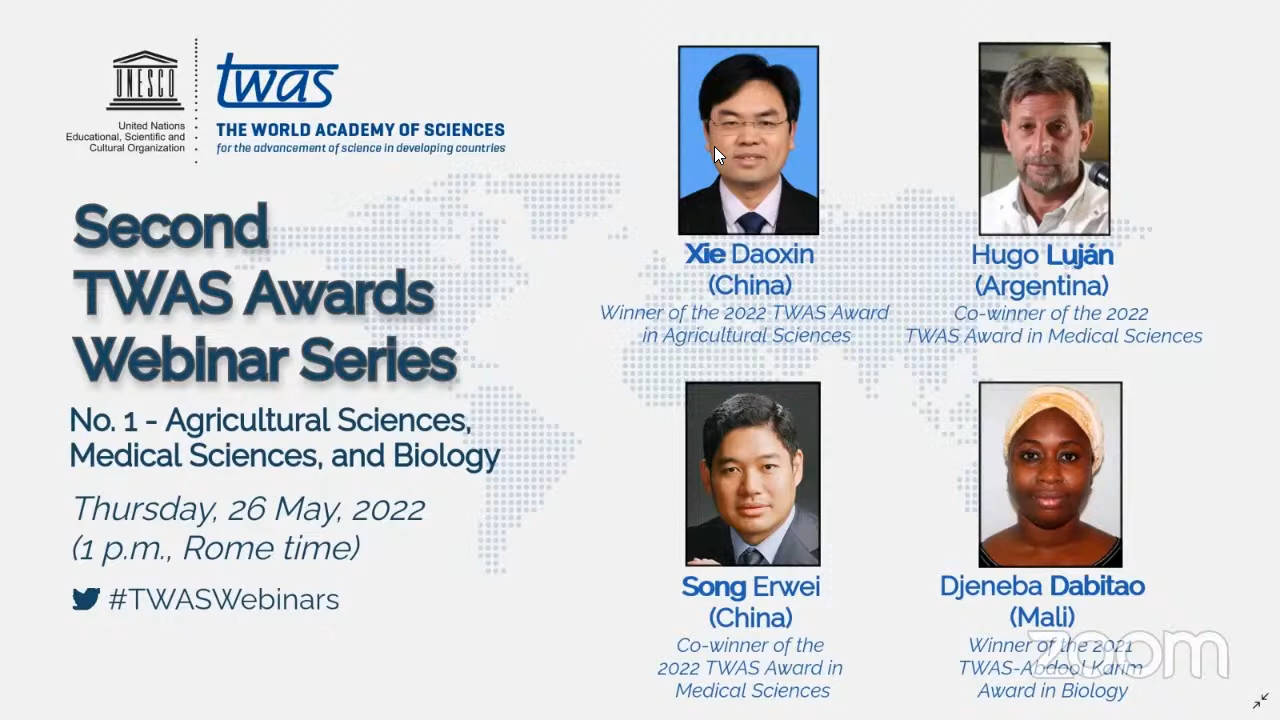 UNESCO
United Nations
Educational, Scientific and
Cultural Organization
twas
THE WORLD ACADEMY OF SCIENCES
for the advancement of science in developing countries
Second
TWAS Awards
Webinar Series
No. 1 - Agricultural Sciences,
Medical Sciences, and Biology
Thursday, 26 May, 2022
(1 p.m., Rome time)
#TWASWebinars
Xie Daoxin
(China)
Winner of the 2022 TWAS Award
in Agricultural Sciences
Hugo Luján
(Argentina)
Co-winner of the 2022
TWAS Award in Medical Sciences
Song Erwei
(China)
Co-winner of the
2022 TWAS Award in
Medical Sciences
Djeneba Dabitao
(Mali)
Winner of the 2021
TWAS-Abdool Karim
Award in Biology
zoom